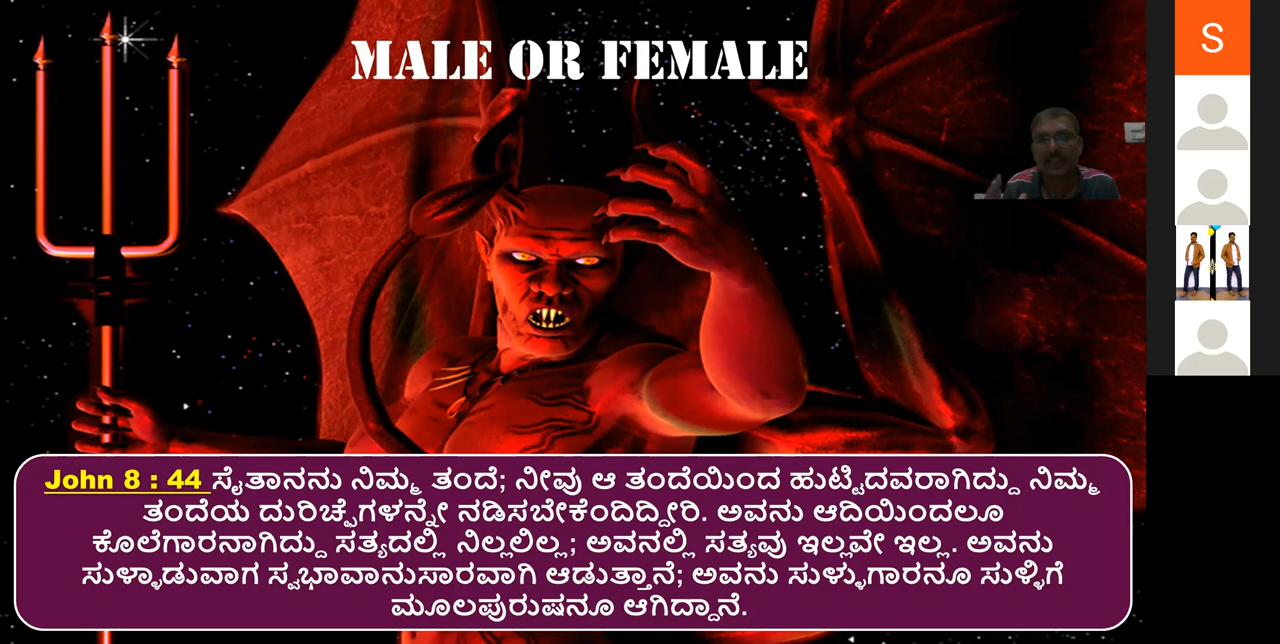 MALE OR FEMALE
S
John 8 : 44 ಸೈತಾನನು ನಿಮ್ಮ ತಂದೆ; ನೀವು ಆ ತಂದೆಯಿಂದ ಹುಟ್ಟಿದವರಾಗಿದ್ದು ನಿಮ್ಮ
ತಂದೆಯ ದುರಿಚ್ಛೆಗಳನ್ನೇ ನಡಿಸಬೇಕೆಂದಿದ್ದೀರಿ. ಅವನು ಆದಿಯಿಂದಲೂ
ಕೊಲೆಗಾರನಾಗಿದ್ದು ಸತ್ಯದಲ್ಲಿ ನಿಲ್ಲಲಿಲ್ಲ; ಅವನಲ್ಲಿ ಸತ್ಯವು ಇಲ್ಲವೇ ಇಲ್ಲ. ಅವನು
ಸುಳ್ಳಾಡುವಾಗ ಸ್ವಭಾವಾನುಸಾರವಾಗಿ ಆಡುತ್ತಾನೆ; ಅವನು ಸುಳ್ಳುಗಾರನೂ ಸುಳ್ಳಿಗೆ
ಮೂಲಪುರುಷನೂ ಆಗಿದ್ದಾನೆ.